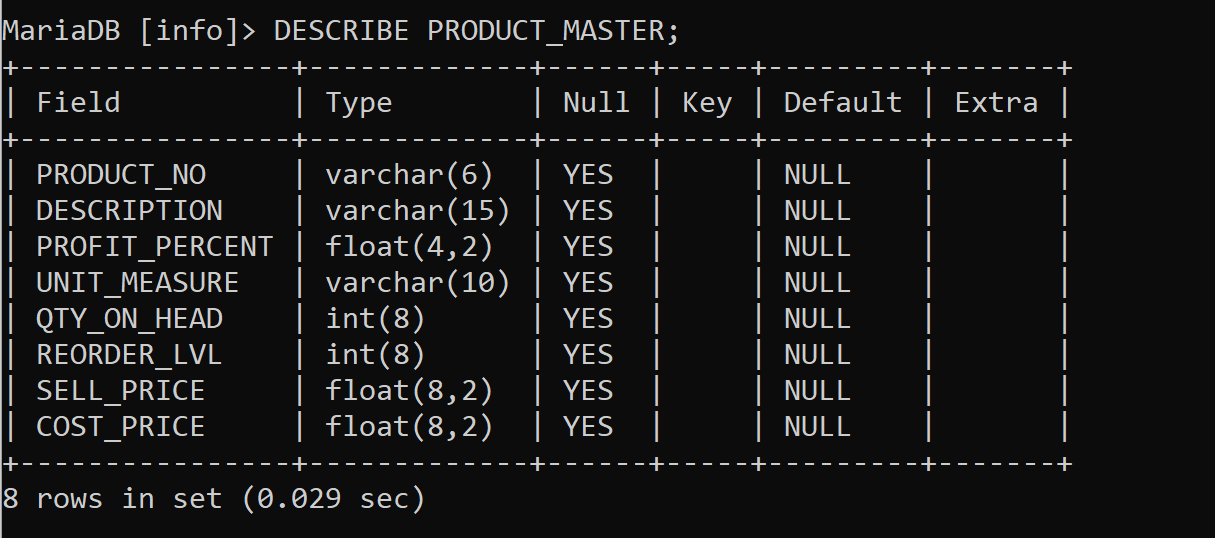 MariaDB [info]> DESCRIBE PRODUCT_MASTER;
+----------------+-------------+------+-----+---------+-------+
| Field          | Type        | Null | Key | Default | Extra |
+----------------+-------------+------+-----+---------+-------+
| PRODUCT_NO     | varchar(6)  | YES  |     | NULL    |       |
| DESCRIPTION    | varchar(15) | YES  |     | NULL    |       |
| PROFIT_PERCENT | float(4,2)  | YES  |     | NULL    |       |
| UNIT_MEASURE   | varchar(10) | YES  |     | NULL    |       |
| QTY_ON_HEAD    | int(8)      | YES  |     | NULL    |       |
| REORDER_LVL    | int(8)      | YES  |     | NULL    |       |
| SELL_PRICE     | float(8,2)  | YES  |     | NULL    |       |
| COST_PRICE     | float(8,2)  | YES  |     | NULL    |       |
+----------------+-------------+------+-----+---------+-------+
8 rows in set (0.029 sec)